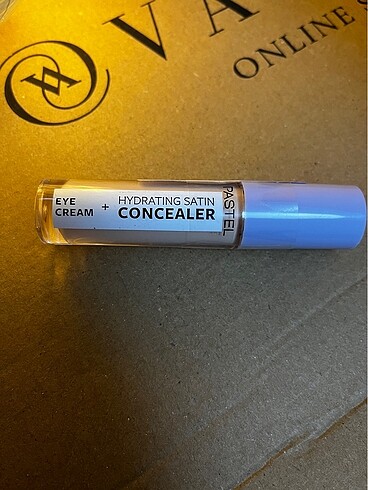 VA
ONLINE
EYE
CREAM
+
HYDRATING SATIN
CONCEALER
PASTEL